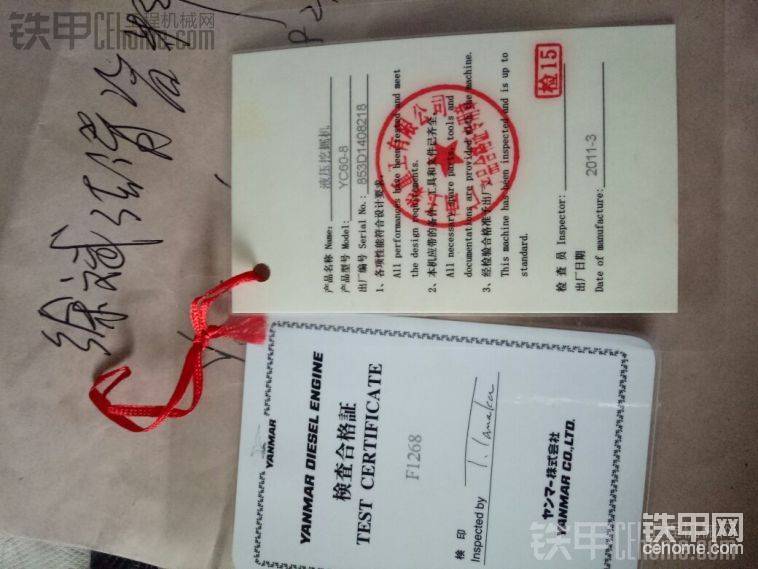 铁甲工程机械网
CEhome.com
产品名称 Name: 液压挖掘机
产品型号 Model: YC60-8
出厂编号 Serial No.: 853D1408218
1、各项性能符合设计要求。
All performances have been tested and meet
the design requirements.
2、本机应带的备件、工具和文件已齐全。
All necessary spare parts, tools and
documentations are provided with the machine.
3、经检验合格准予出厂。
This machine has been inspected and is up to
standard.
检 查 员 Inspector:
出厂日期
Date of manufacture: 2011-3
检15
YANMAR
YANMAR DIESEL ENGINE
検査合格証
TEST CERTIFICATE
F1268
検 印
Inspected by T. Tanaka
ヤンマー株式会社
YANMAR CO.,LTD.
铁甲网
cehome.com